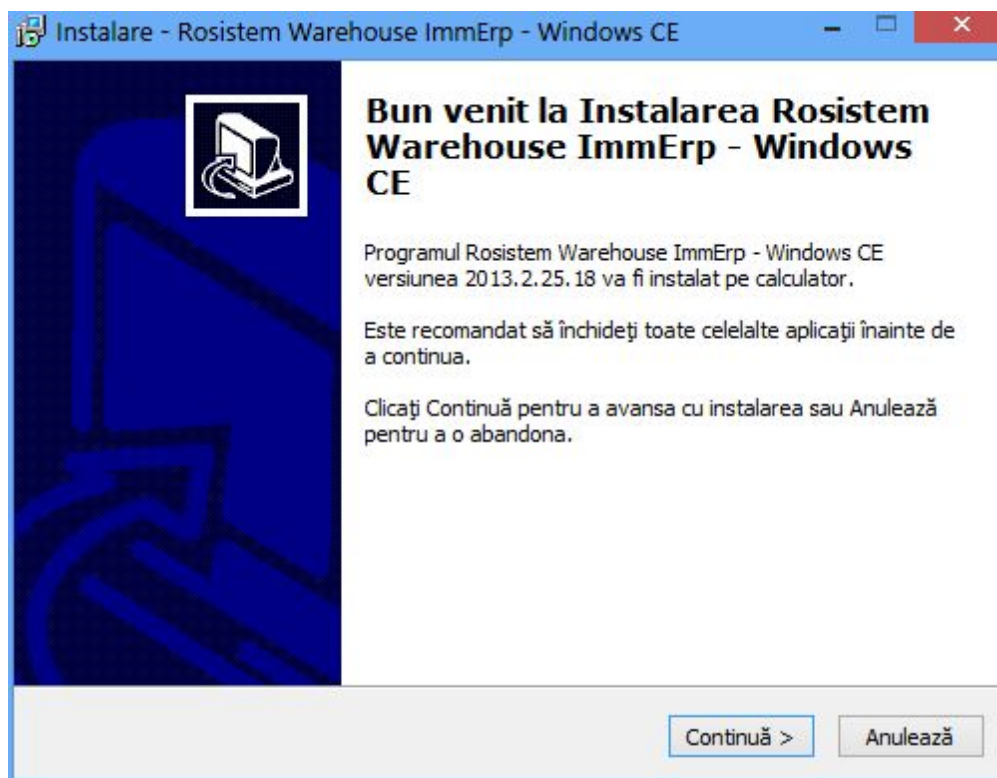 Instalare - Rosistem Warehouse ImmErp - Windows CE
Bun venit la Instalarea Rosistem
Warehouse ImmErp - Windows
CE
Programul Rosistem Warehouse ImmErp - Windows CE
versiunea 2013.2.25.18 va fi instalat pe calculator.
Este recomandat să închideţi toate celelalte aplicaţii înainte de
a continua.
Clicaţi Continuă pentru a avansa cu instalarea sau Anulează
pentru a o abandona.
Continuă >
Anulează